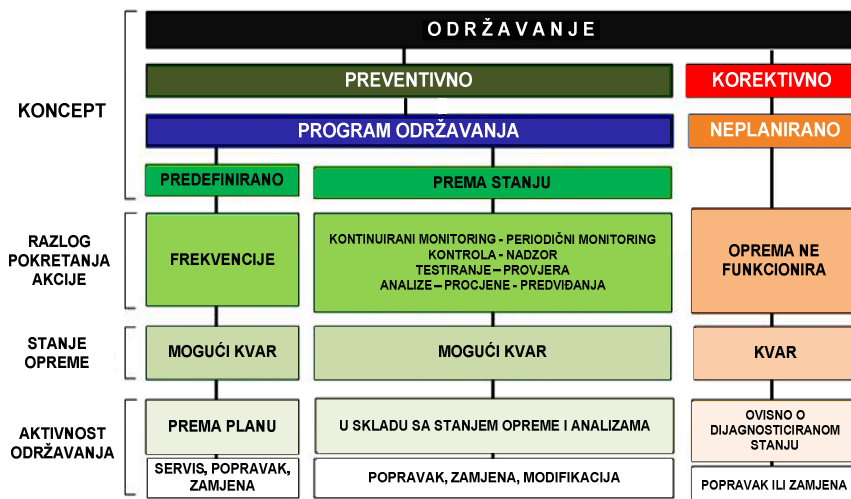 ODRŽAVANJE
PREVENTIVNO
KOREKTIVNO
KONCEPT
PROGRAM ODRŽAVANJA
NEPLANIRANO
PREDEFINIRANO
PREMA STANJU
RAZLOG
POKRETANJA
AKCIJE
FREKVENCIJE
KONTINUIRANI MONITORING - PERIODIČNI MONITORING
KONTROLA - NADZOR
TESTIRANJE – PROVJERA
ANALIZE – PROCJENE - PREDVIĐANJA
OPREMA NE
FUNKCIONIRA
STANJE
OPREME
MOGUĆI KVAR
MOGUĆI KVAR
KVAR
AKTIVNOST
ODRŽAVANJA
PREMA PLANU
U SKLADU SA STANJEM OPREME I ANALIZAMA
OVISNO O
DIJAGNOSTICIRANOM
STANJU
SERVIS, POPRAVAK,
ZAMJENA
POPRAVAK, ZAMJENA, MODIFIKACIJA
POPRAVAK ILI ZAMJENA